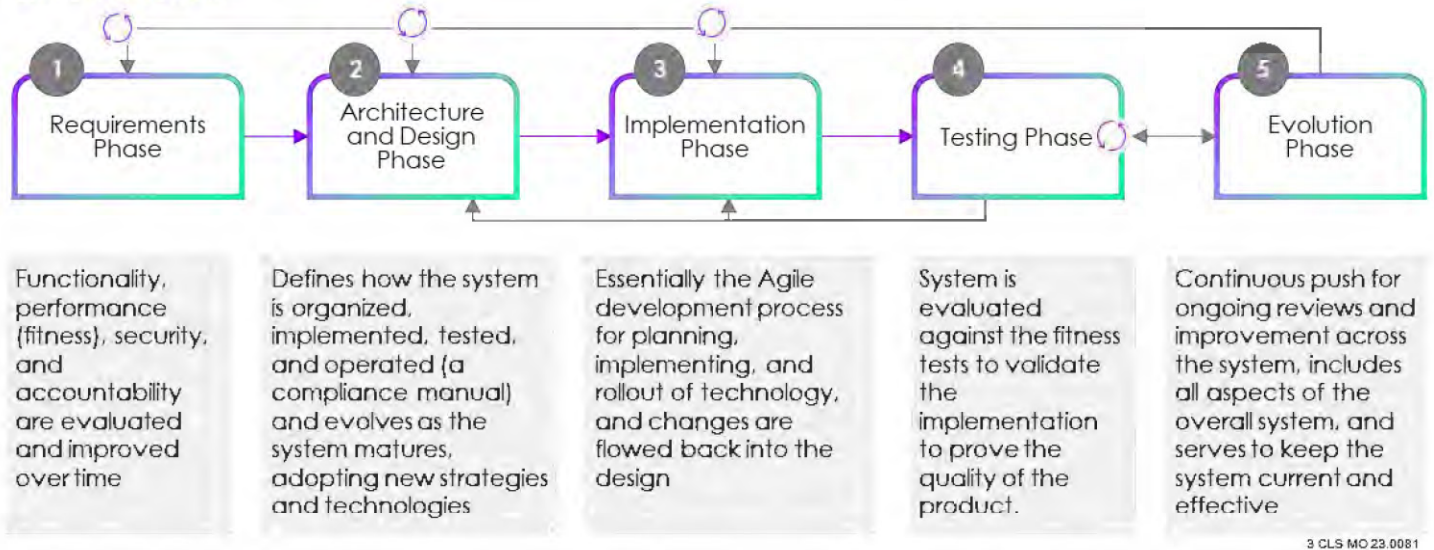 1
Requirements
Phase
2
Architecture
and Design
Phase
3
Implementation
Phase
4
Testing Phase
5
Evolution
Phase
Functionality,
performance
(fitness), security,
and
accountability
are evaluated
and improved
over time
Defines how the system
is organized,
implemented, tested,
and operated (a
compliance manual)
and evolves as the
system matures,
adopting new strategies
and technologies
Essentially the Agile
development process
for planning,
implementing, and
rollout of technology,
and changes are
flowed back into the
design
System is
evaluated
against the fitness
tests to validate
the
implementation
to prove the
quality of the
product.
Continuous push for
ongoing reviews and
improvement across
the system, includes
all aspects of the
overall system, and
serves to keep the
system current and
effective
3 CLS MO 23.0081